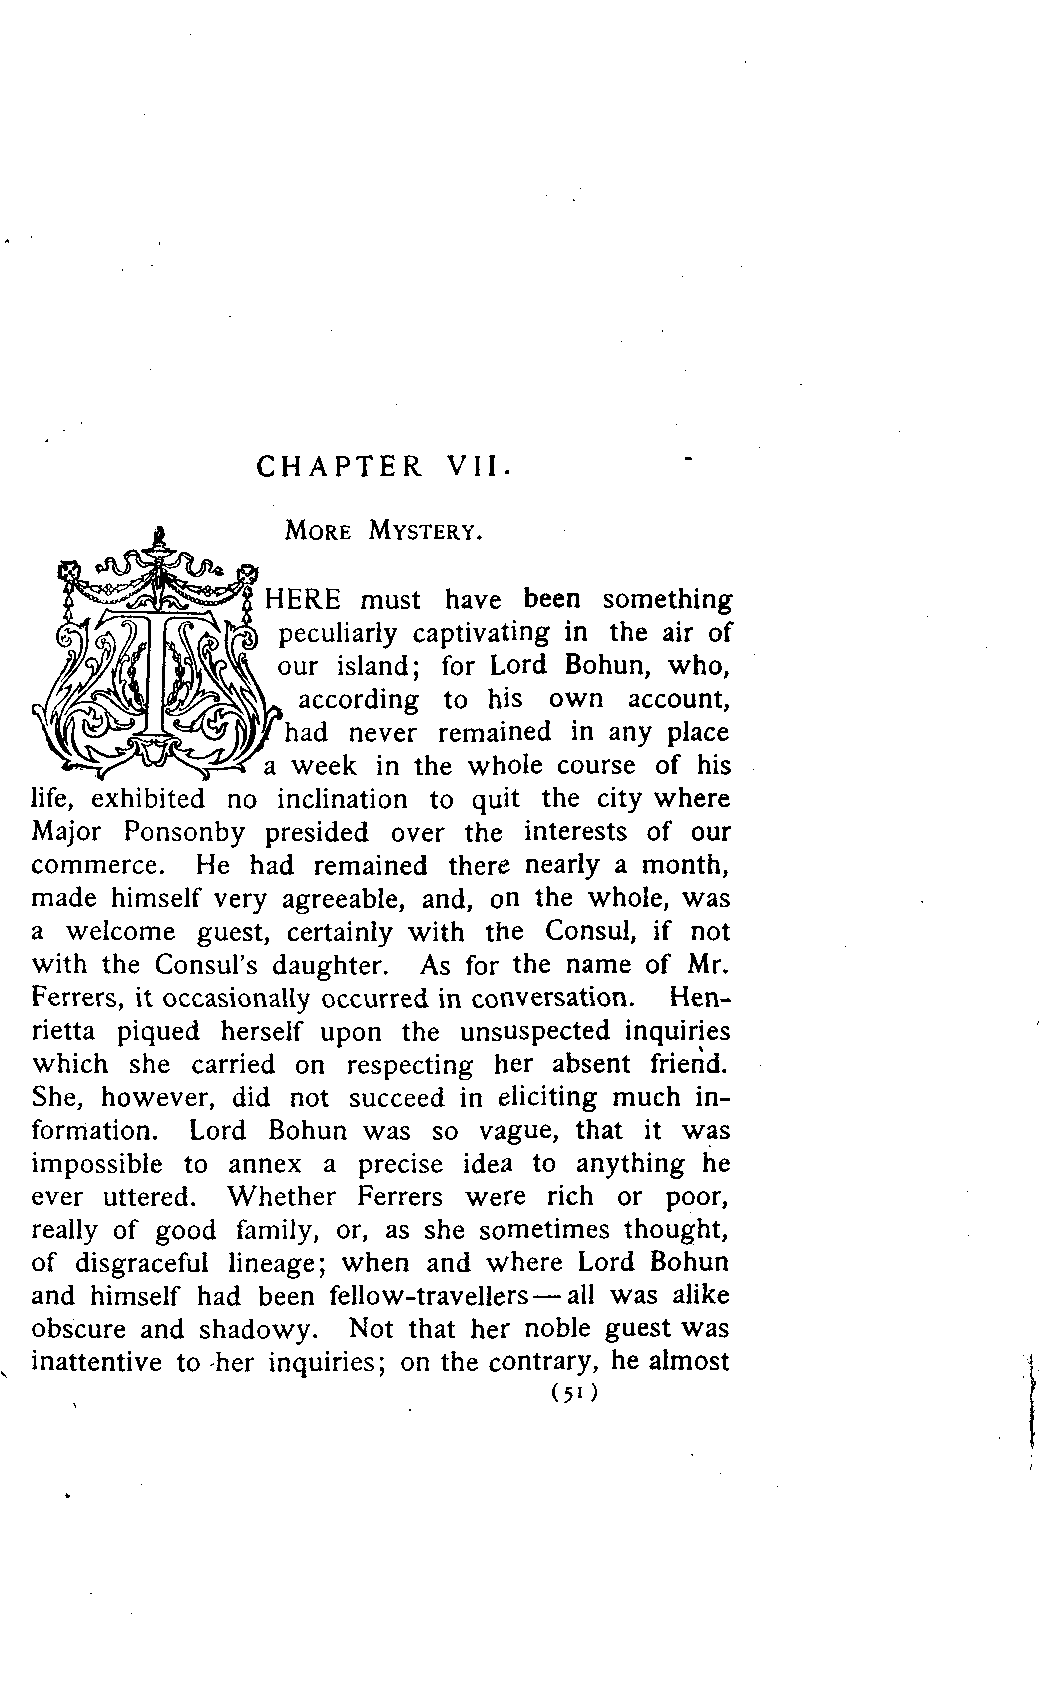 CHAPTER VII.
MORE MYSTERY.
THERE must have been something
peculiarly captivating in the air of
our island; for Lord Bohun, who,
according to his own account,
had never remained in any place
a week in the whole course of his
life, exhibited no inclination to quit the city where
Major Ponsonby presided over the interests of our
commerce. He had remained there nearly a month,
made himself very agreeable, and, on the whole, was
a welcome guest, certainly with the Consul, if not
with the Consul's daughter. As for the name of Mr.
Ferrers, it occasionally occurred in conversation. Hen-
rietta piqued herself upon the unsuspected inquiries
which she carried on respecting her absent friend.
She, however, did not succeed in eliciting much in-
formation. Lord Bohun was so vague, that it was
impossible to annex a precise idea to anything he
ever uttered. Whether Ferrers were rich or poor,
really of good family, or, as she sometimes thought,
of disgraceful lineage; when and where Lord Bohun
and himself had been fellow-travellers—all was alike
obscure and shadowy. Not that her noble guest was
inattentive to her inquiries; on the contrary, he almost
(51)